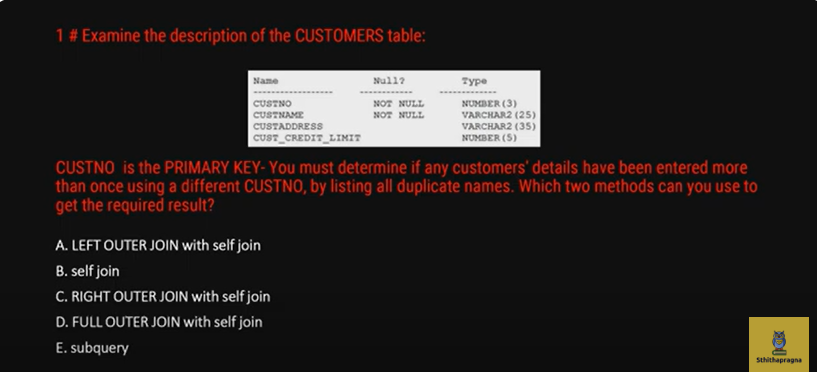 1 # Examine the description of the CUSTOMERS table:
Name Null? Type
----------------- ------------ -------------
CUSTNO NOT NULL NUMBER(3)
CUSTNAME NOT NULL VARCHAR2(25)
CUSTADDRESS VARCHAR2(35)
CUST_CREDIT_LIMIT NUMBER(5)
CUSTNO is the PRIMARY KEY- You must determine if any customers' details have been entered more
than once using a different CUSTNO, by listing all duplicate names. Which two methods can you use to
get the required result?
A. LEFT OUTER JOIN with self join
B. self join
C. RIGHT OUTER JOIN with self join
D. FULL OUTER JOIN with self join
E. subquery
Sthithapragna